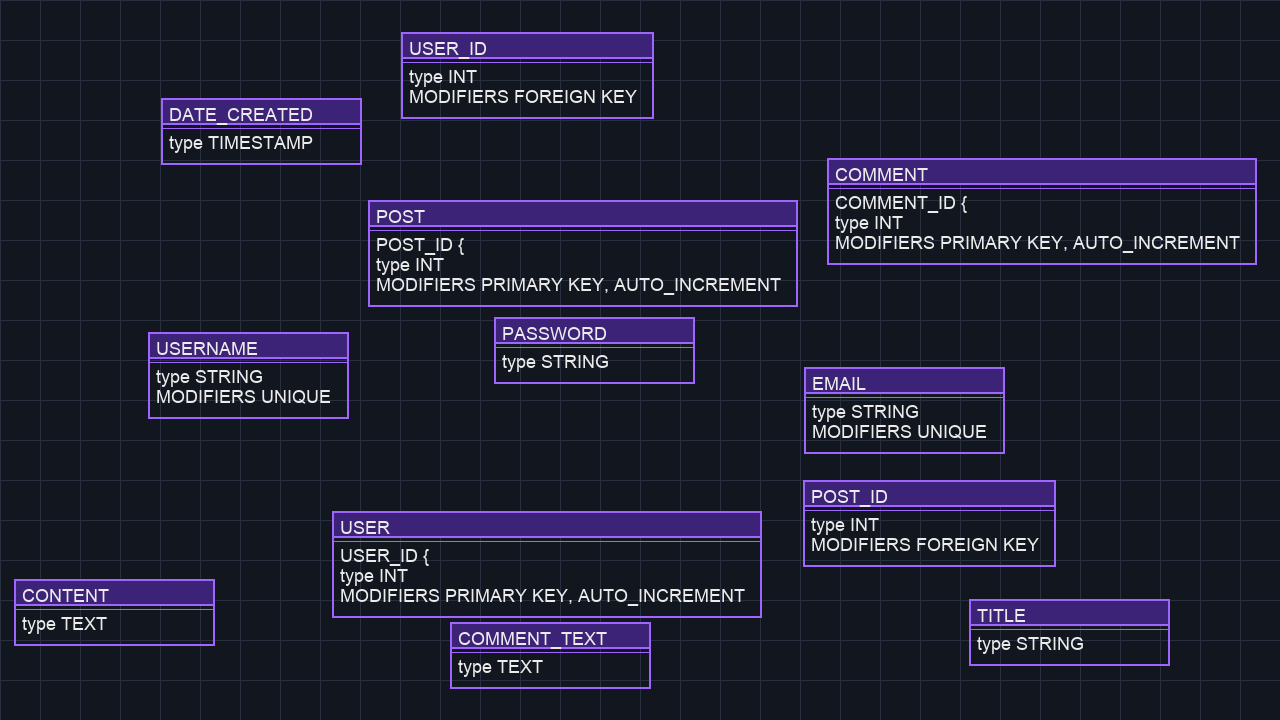 USER_ID
type INT
MODIFIERS FOREIGN KEY
DATE_CREATED
type TIMESTAMP
COMMENT
COMMENT_ID {
type INT
MODIFIERS PRIMARY KEY, AUTO_INCREMENT
POST
POST_ID {
type INT
MODIFIERS PRIMARY KEY, AUTO_INCREMENT
PASSWORD
type STRING
USERNAME
type STRING
MODIFIERS UNIQUE
EMAIL
type STRING
MODIFIERS UNIQUE
POST_ID
type INT
MODIFIERS FOREIGN KEY
USER
USER_ID {
type INT
MODIFIERS PRIMARY KEY, AUTO_INCREMENT
CONTENT
type TEXT
TITLE
type STRING
COMMENT_TEXT
type TEXT